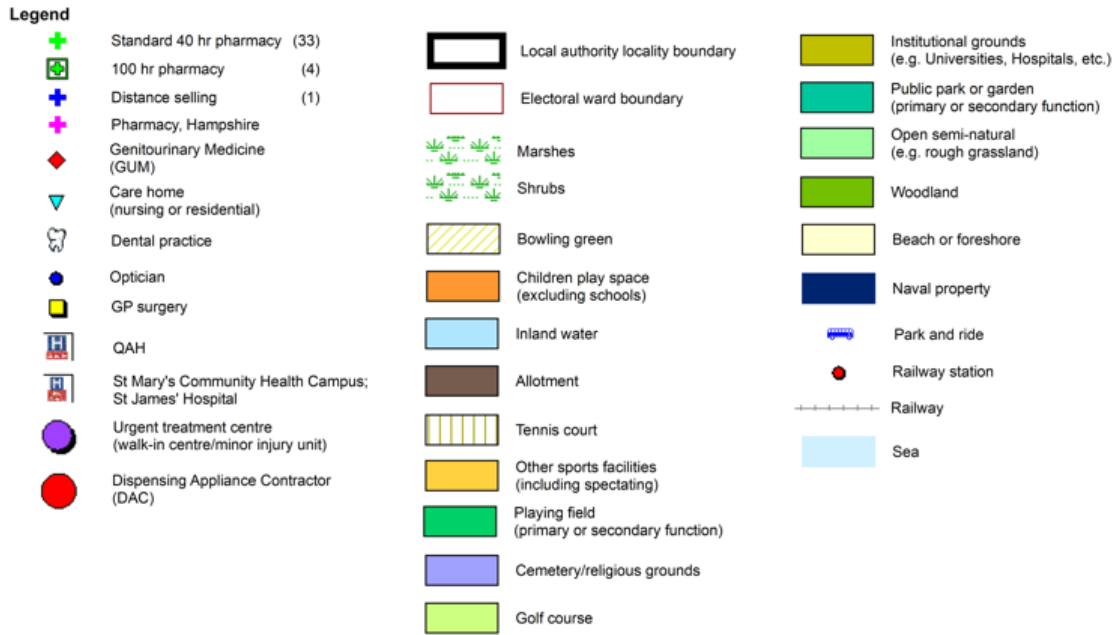 Legend
Standard 40 hr pharmacy (33)
100 hr pharmacy (4)
Distance selling (1)
Pharmacy, Hampshire
Genitourinary Medicine
(GUM)
Care home
(nursing or residential)
Dental practice
Optician
GP surgery
H
QAH
H
St Mary's Community Health Campus;
St James' Hospital
Urgent treatment centre
(walk-in centre/minor injury unit)
Dispensing Appliance Contractor
(DAC)
Local authority locality boundary
Electoral ward boundary
Marshes
Shrubs
Bowling green
Children play space
(excluding schools)
Inland water
Allotment
Tennis court
Other sports facilities
(including spectating)
Playing field
(primary or secondary function)
Cemetery/religious grounds
Golf course
Institutional grounds
(e.g. Universities, Hospitals, etc.)
Public park or garden
(primary or secondary function)
Open semi-natural
(e.g. rough grassland)
Woodland
Beach or foreshore
Naval property
Park and ride
Railway station
Railway
Sea